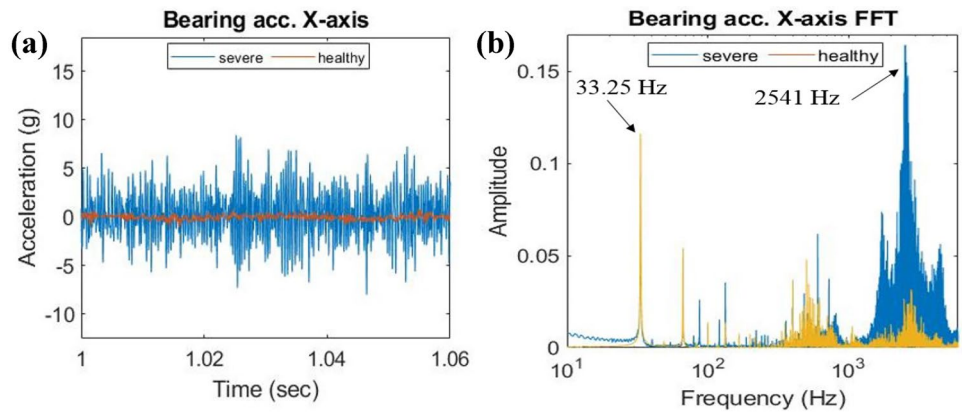 Bearing acc. X-axis
(a)
severe healthy
15
10
5
0
-5
-10
Acceleration (g)
1 1.02 1.04 1.06
Time (sec)
Bearing acc. X-axis FFT
(b)
severe healthy
33.25 Hz
2541 Hz
0.15
0.1
0.05
0
Amplitude
10^1 10^2 10^3
Frequency (Hz)